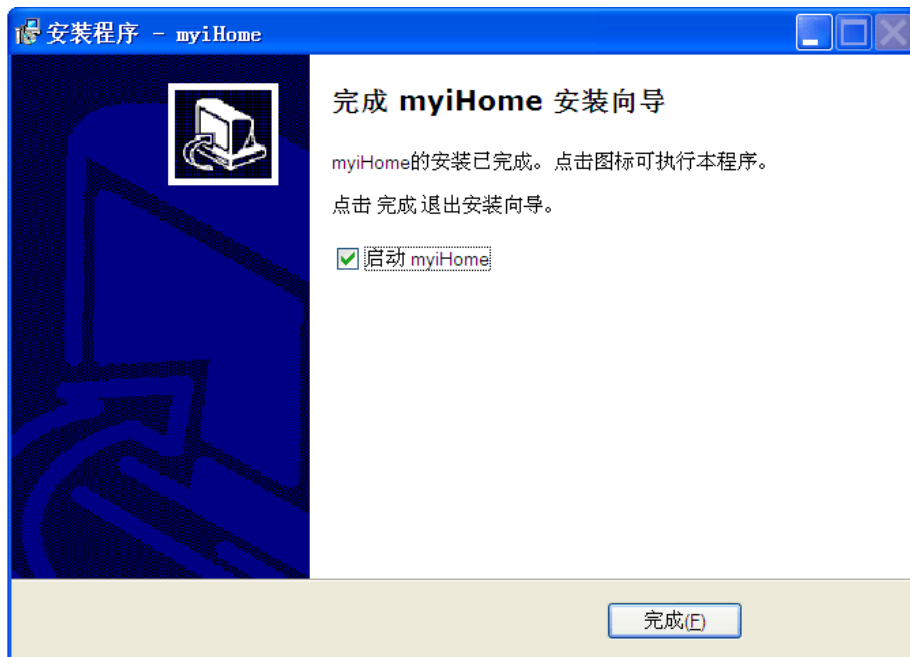 安装程序 - myiHome
完成 myiHome 安装向导
myiHome的安装已完成。点击图标可执行本程序。
点击 完成 退出安装向导。
启动 myiHome
完成(F)